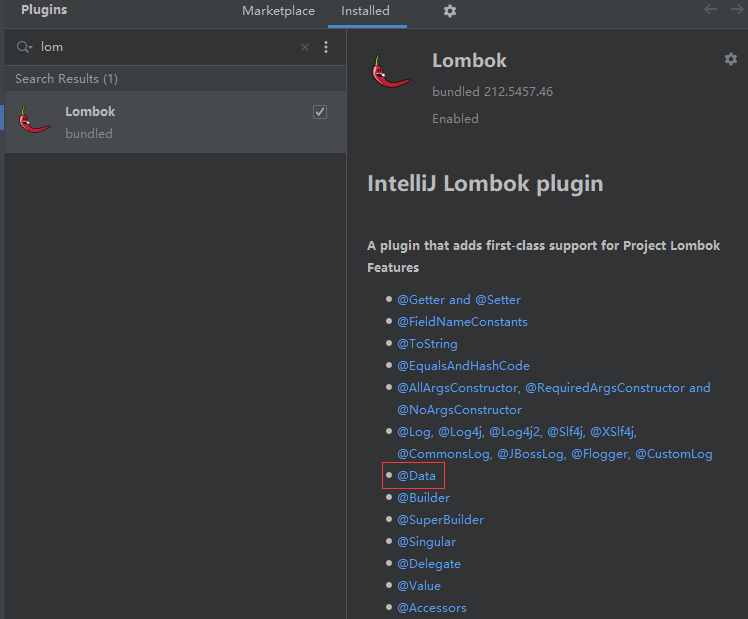 Plugins
Marketplace
Installed
lom
Search Results (1)
Lombok
bundled
Lombok
bundled 212.5457.46
Enabled
IntelliJ Lombok plugin
A plugin that adds first-class support for Project Lombok
Features
@Getter and @Setter
@FieldNameConstants
@ToString
@EqualsAndHashCode
@AllArgsConstructor, @RequiredArgsConstructor and
@NoArgsConstructor
@Log, @Log4j, @Log4j2, @Slf4j, @XSlf4j,
@CommonsLog, @JBossLog, @Flogger, @CustomLog
@Data
@Builder
@SuperBuilder
@Singular
@Delegate
@Value
@Accessors